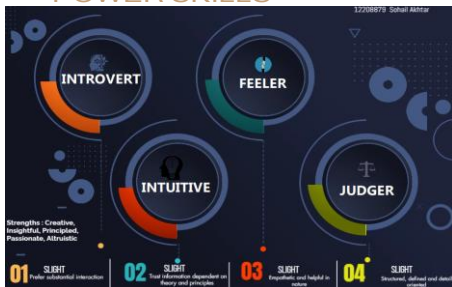 POWER SKILLS
12208879 Sohail Akhtar
INTROVERT
FEELER
INTUITIVE
JUDGER
Strengths : Creative,
Insightful, Principled,
Passionate, Altruistic
01 SLIGHT
Prefer substantial interaction
02 SLIGHT
Trust information dependent on
theory and principles
03 SLIGHT
Empathetic and helpful in
nature
04 SLIGHT
Structured, defined and detail
oriented